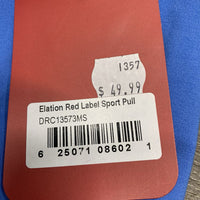 1357
$ 49.99
Elation Red Label Sport Pull
DRC13573MS
6 25071 08602 1